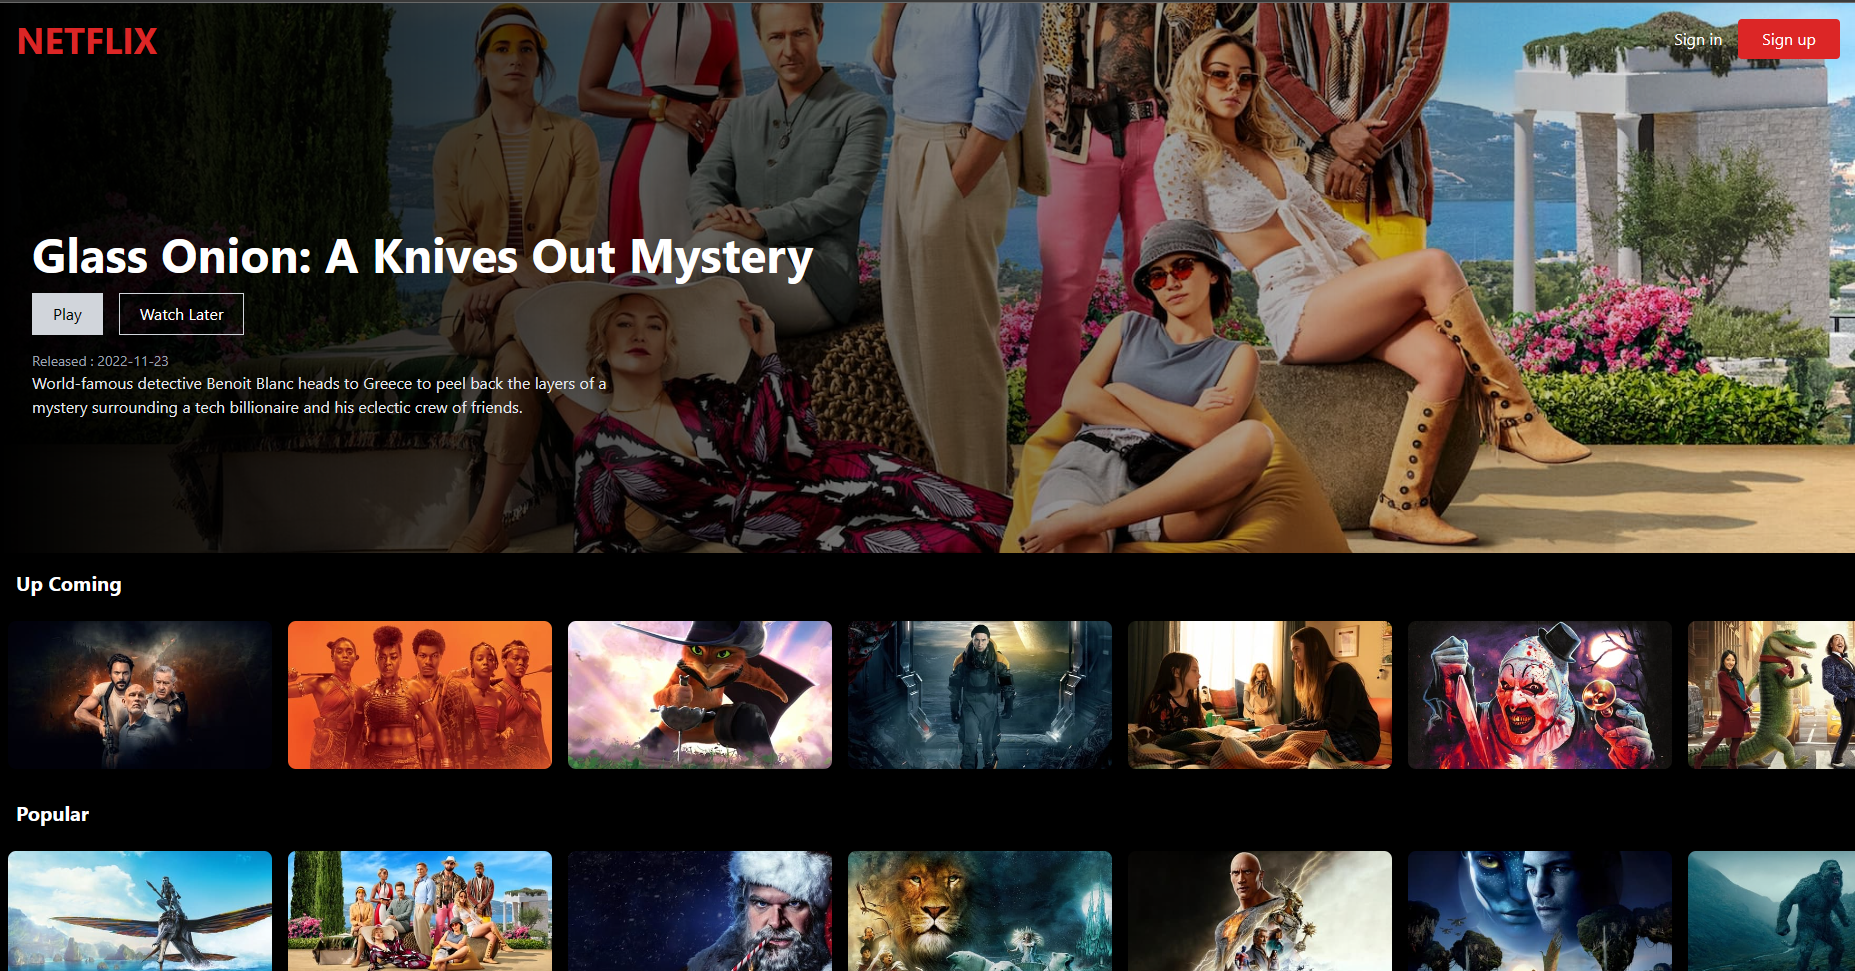 NETFLIX
Sign in
Sign up
Glass Onion: A Knives Out Mystery
Play
Watch Later
Released : 2022-11-23
World-famous detective Benoit Blanc heads to Greece to peel back the layers of a
mystery surrounding a tech billionaire and his eclectic crew of friends.
Up Coming
Popular